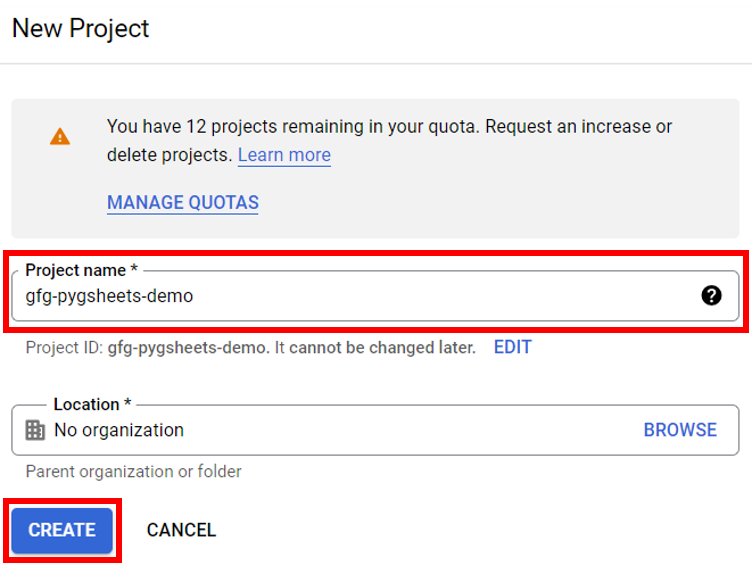 New Project
You have 12 projects remaining in your quota. Request an increase or
delete projects. Learn more
MANAGE QUOTAS
Project name *
gfg-pygsheets-demo
Project ID: gfg-pygsheets-demo. It cannot be changed later. EDIT
Location *
No organization BROWSE
Parent organization or folder
CREATE CANCEL